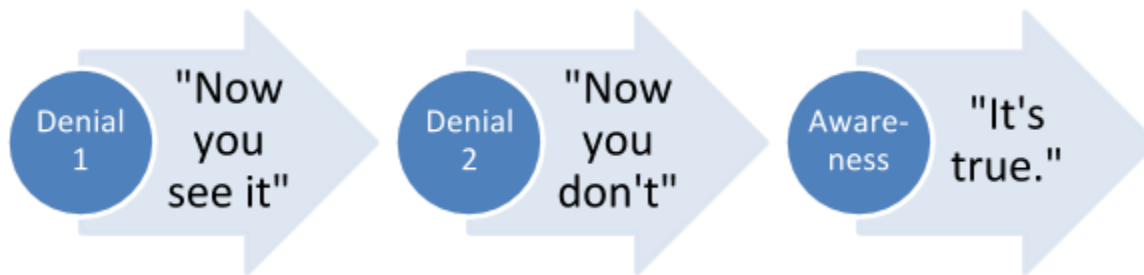 Denial
1
"Now
you
see it"
Denial
2
"Now
you
don't"
Aware-
ness
"It's
true."